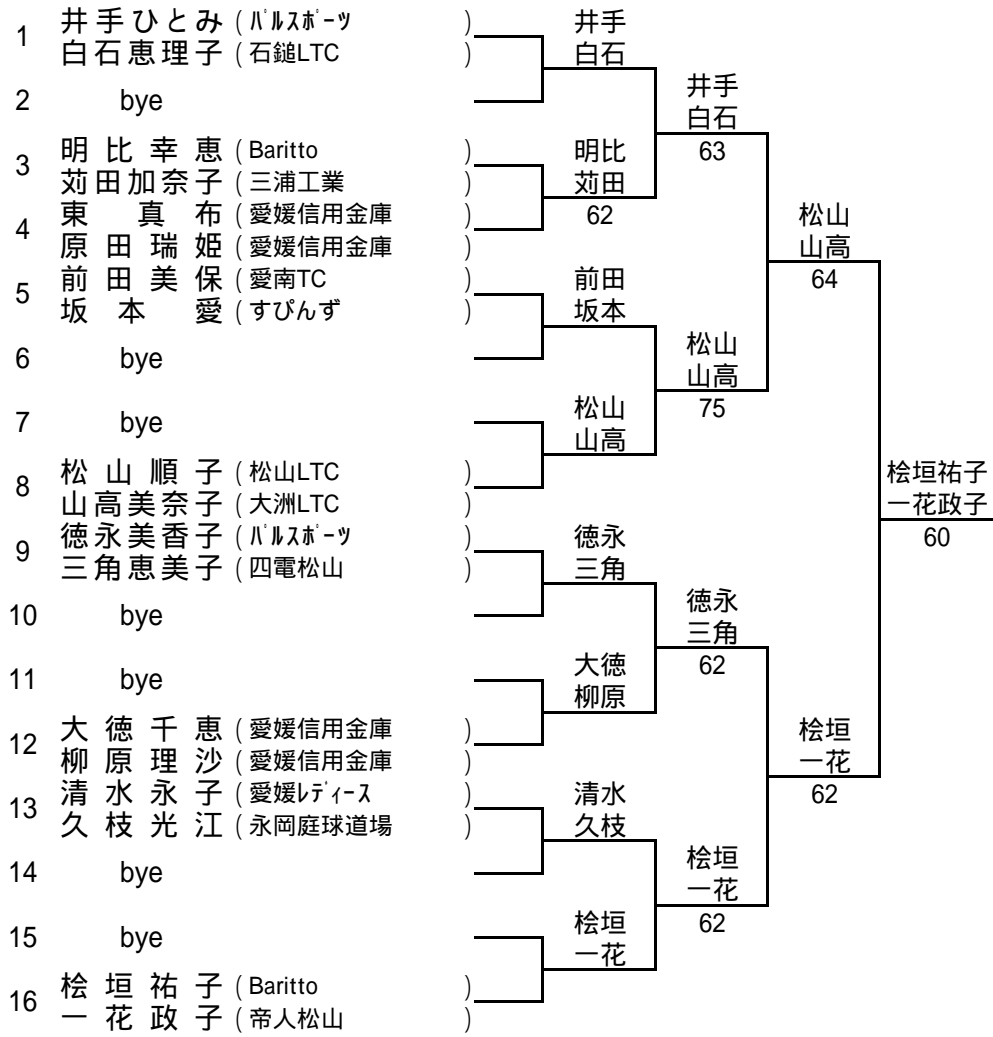 1 井手ひとみ (ﾊﾟﾙｽﾎﾟｰﾂ )
白石恵理子 (石鎚LTC )
2 bye
3 明比幸恵 (Baritto )
苅田加奈子 (三浦工業 )
4 東真布 (愛媛信用金庫 )
原田瑞姫 (愛媛信用金庫 )
5 前田美保 (愛南TC )
坂本愛 (すぴんず )
6 bye
7 bye
8 松山順子 (松山LTC )
山高美奈子 (大洲LTC )
9 徳永美香子 (ﾊﾟﾙｽﾎﾟｰﾂ )
三角恵美子 (四電松山 )
10 bye
11 bye
12 大徳千恵 (愛媛信用金庫 )
柳原理沙 (愛媛信用金庫 )
13 清水永子 (愛媛ﾚﾃﾞｨｰｽ )
久枝光江 (永岡庭球道場 )
14 bye
15 bye
16 桧垣祐子 (Baritto )
一花政子 (帝人松山 )
井手
白石
明比
苅田
62
前田
坂本
松山
山高
徳永
三角
大徳
柳原
清水
久枝
桧垣
一花
井手
白石
63
松山
山高
75
徳永
三角
62
桧垣
一花
62
松山
山高
64
桧垣
一花
62
桧垣祐子
一花政子
60